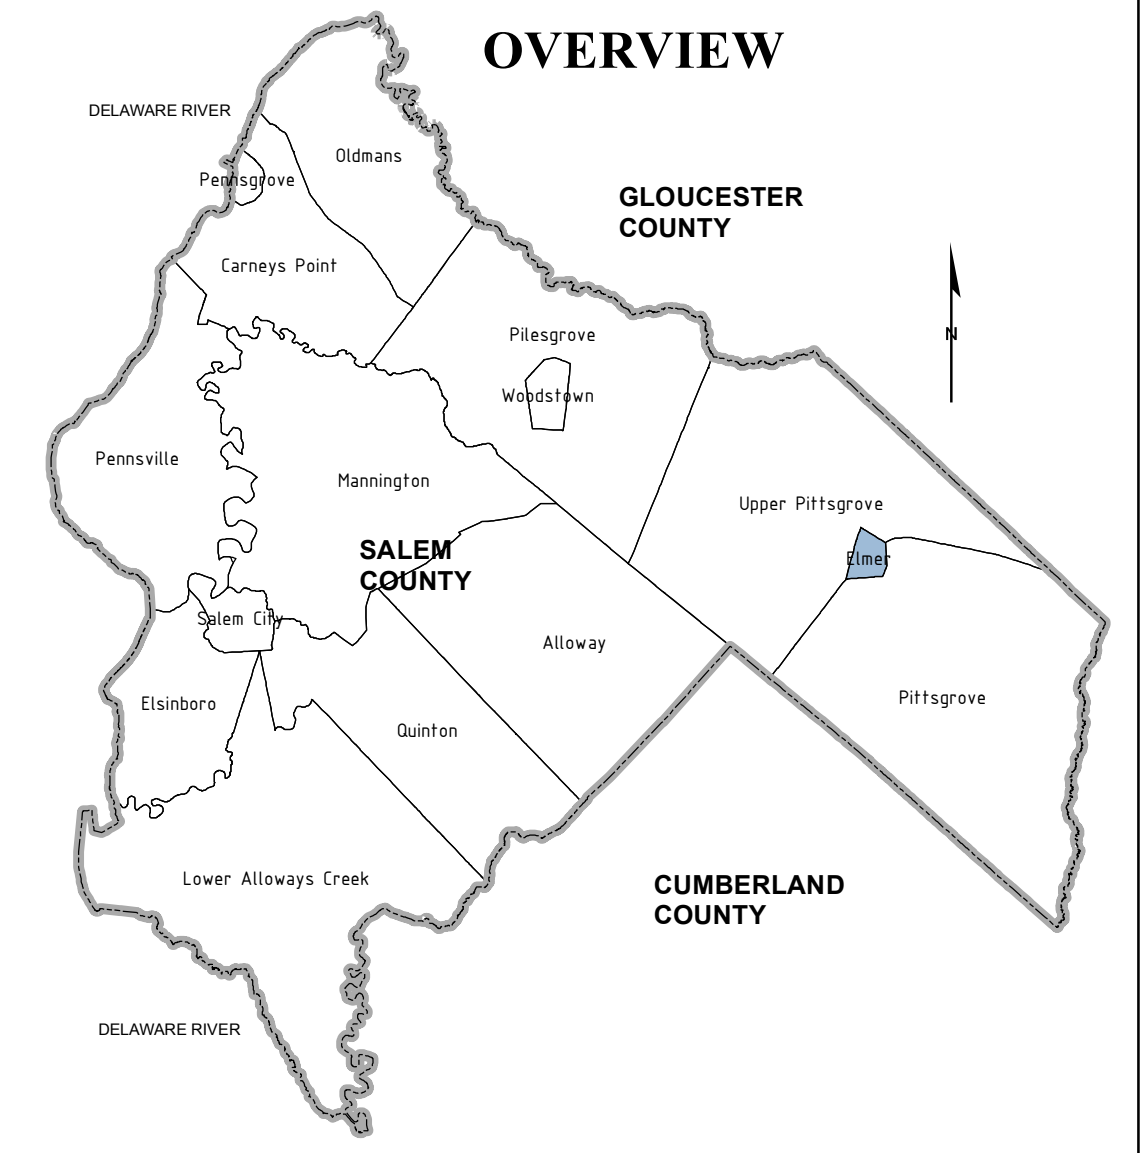 OVERVIEW
DELAWARE RIVER
Oldmans
Pennsgrove
GLOUCESTER
COUNTY
Carneys Point
N
Pilesgrove
Woodstown
Pennsville
Mannington
Upper Pittsgrove
SALEM
COUNTY
Elmer
Salem City
Alloway
Elsinboro
Pittsgrove
Quinton
Lower Alloways Creek
CUMBERLAND
COUNTY
DELAWARE RIVER